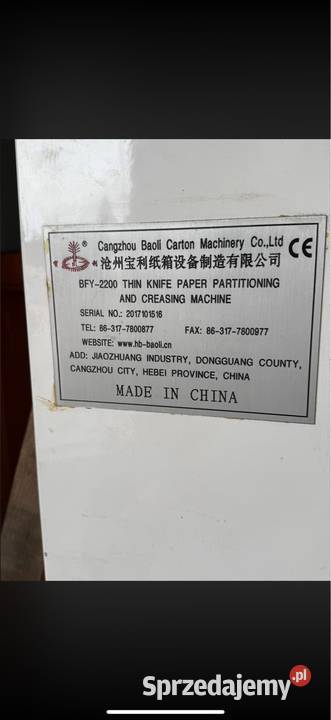 Cangzhou Baoli Carton Machinery Co.,Ltd
CE
沧州宝利纸箱设备制造有限公司
BFY-2200 THIN KNIFE PAPER PARTITIONING
AND CREASING MACHINE
SERIAL NO.: 2017101516
TEL: 86-317-7800877 FAX: 86-317-7800977
WEBSITE: www.hb-baoli.cn
ADD: JIAOZHUANG INDUSTRY, DONGGUANG COUNTY,
CANGZHOU CITY, HEBEI PROVINCE, CHINA
MADE IN CHINA
Sprzedajemy.pl